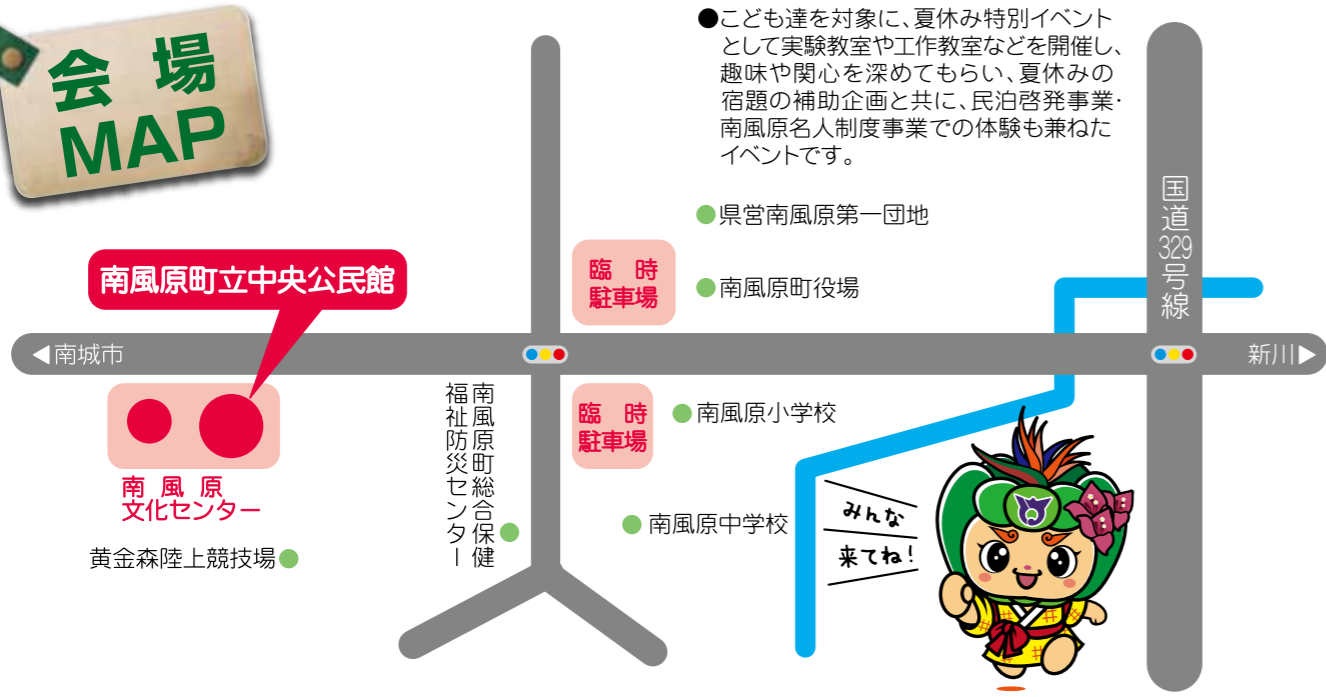 会場
MAP
●こども達を対象に、夏休み特別イベント
として実験教室や工作教室などを開催し、
趣味や関心を深めてもらい、夏休みの
宿題の補助企画と共に、民泊啓発事業・
南風原名人制度事業での体験も兼ねた
イベントです。
国道329号線
●県営南風原第一団地
南風原町立中央公民館
臨時
駐車場
●南風原町役場
◀南城市
新川▶
南風原町総合保健
福祉防災センター
臨時
駐車場
●南風原小学校
南風原
文化センター
●南風原中学校
黄金森陸上競技場●
みんな
来てね!